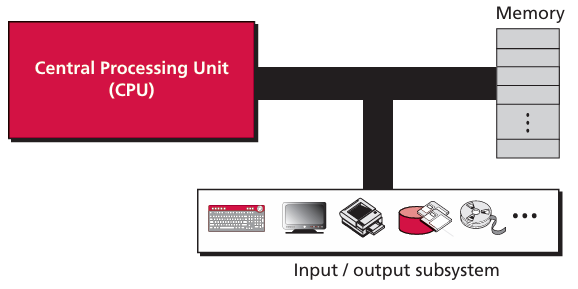 Memory
Central Processing Unit
(CPU)
Input / output subsystem